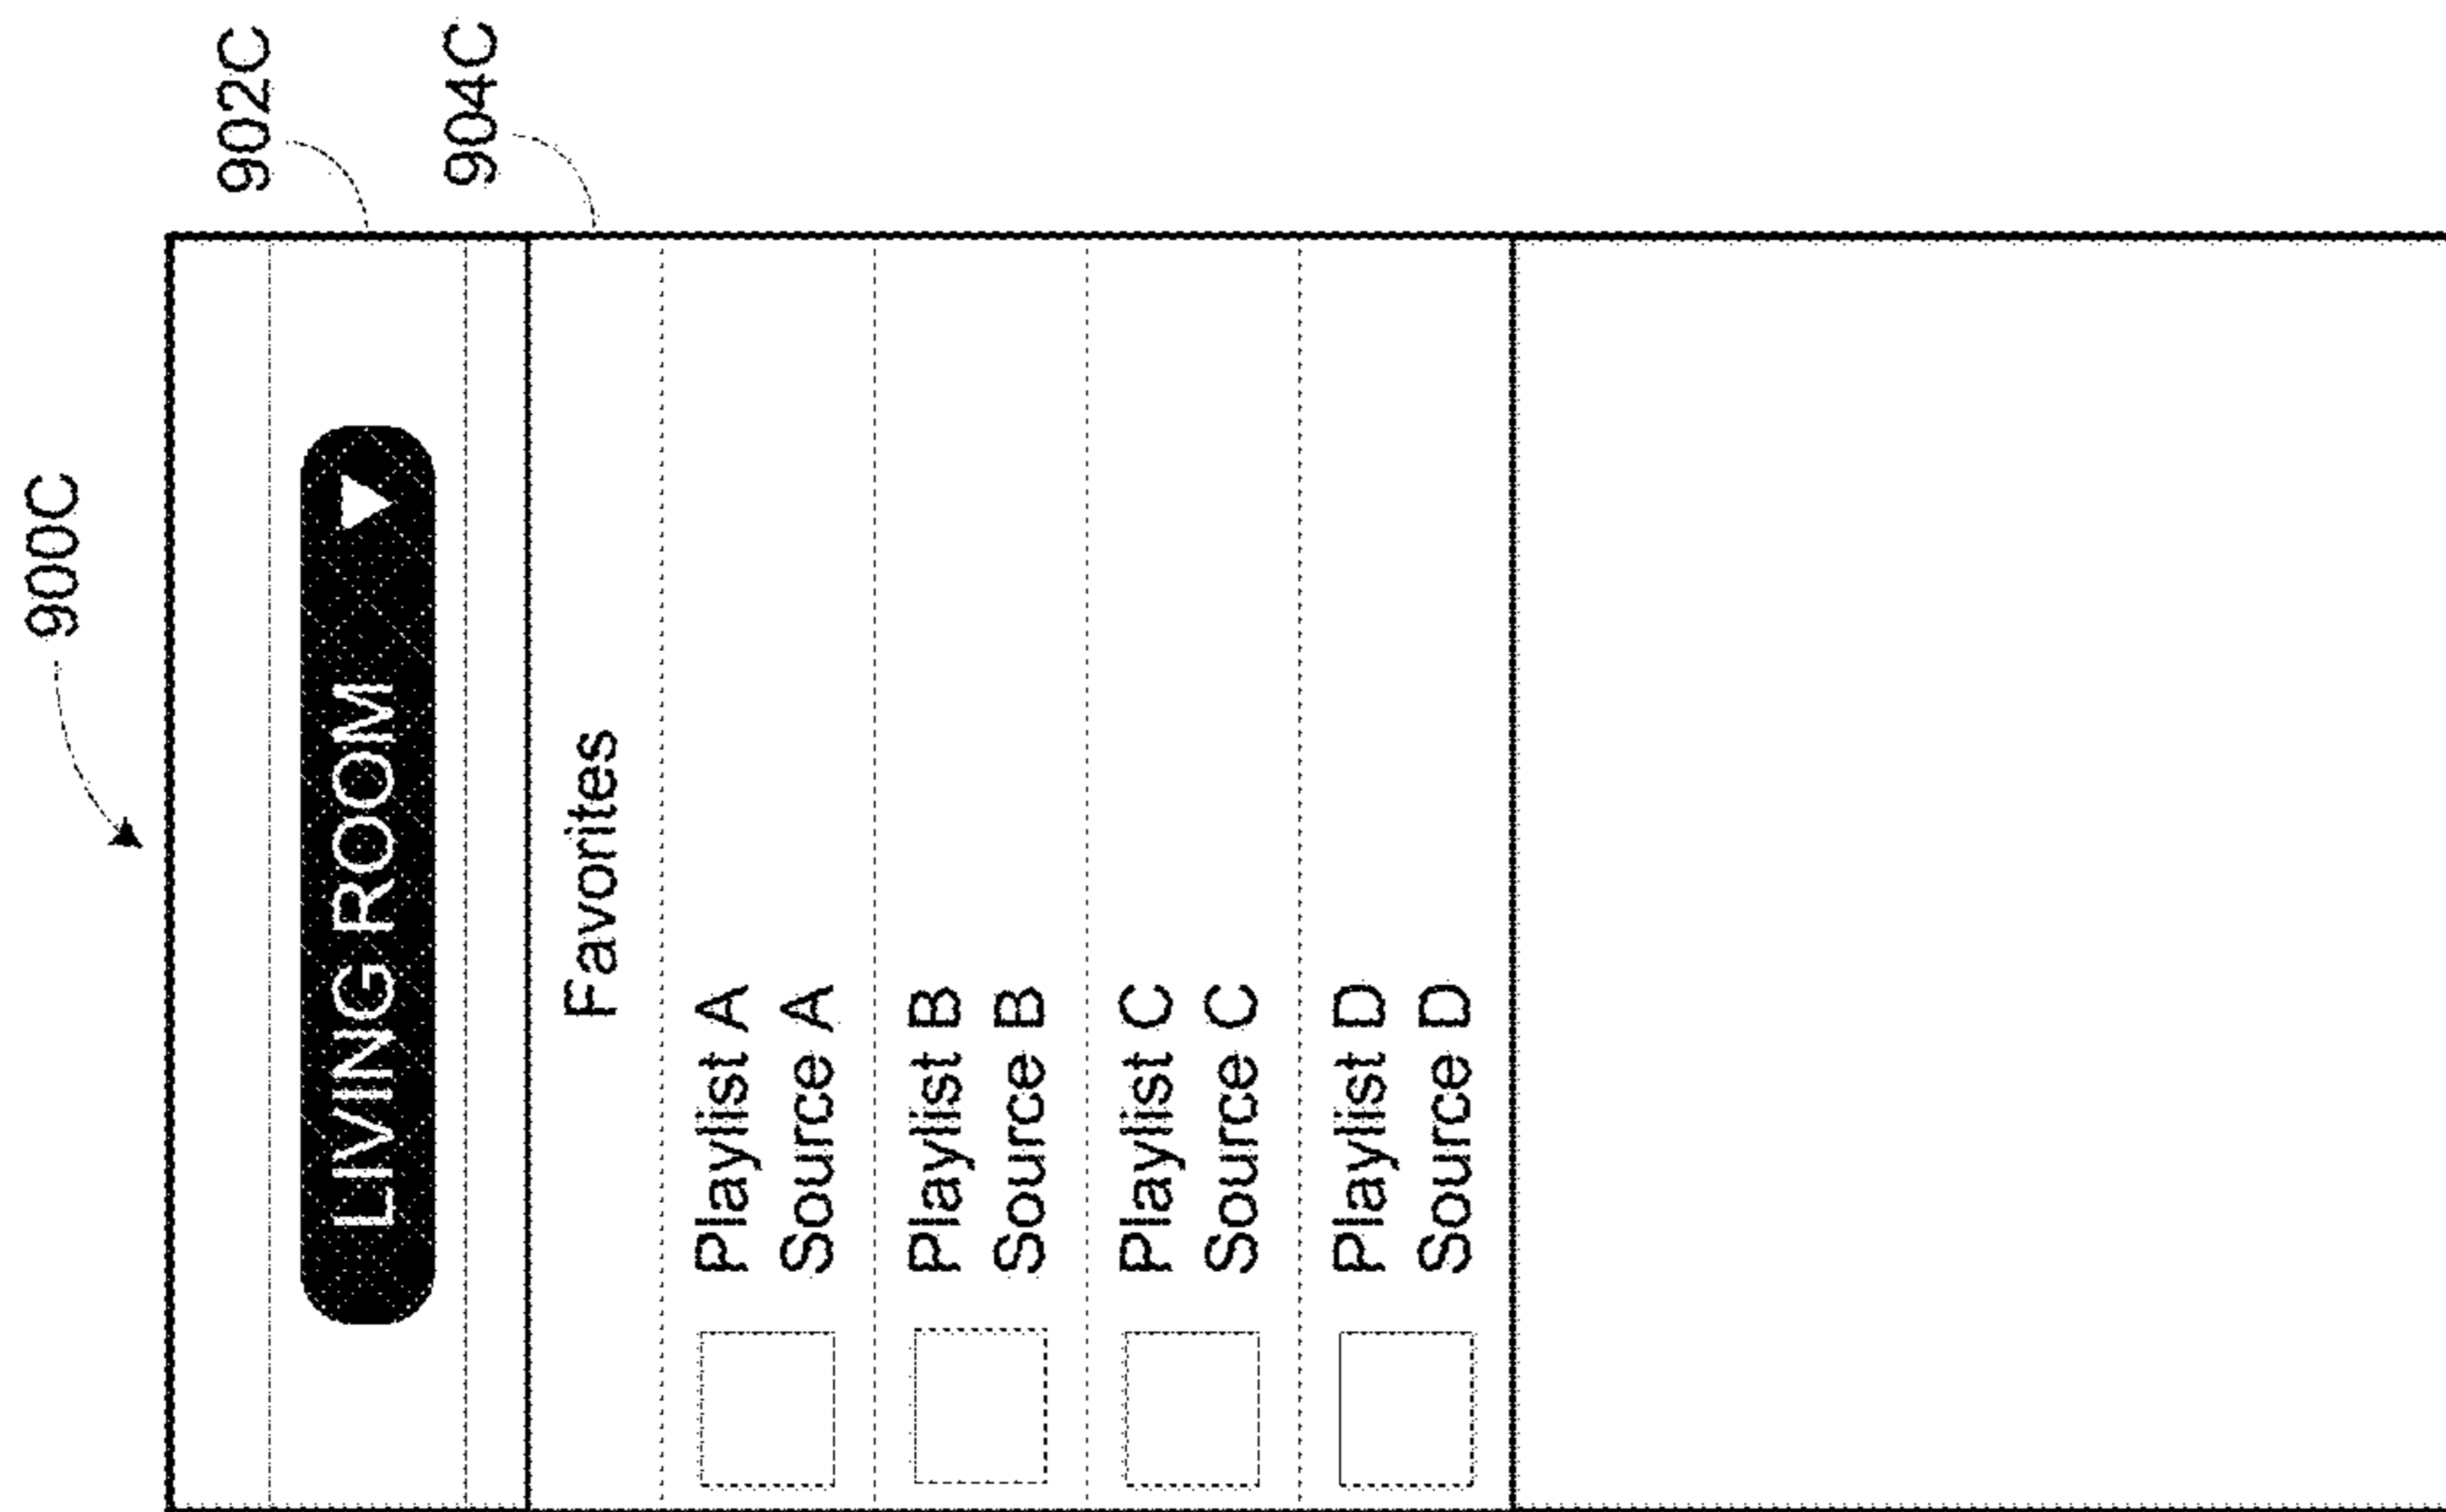 900C
902C
LIVING ROOM
904C
Favorites
Playlist A
Source A
Playlist B
Source B
Playlist C
Source C
Playlist D
Source D